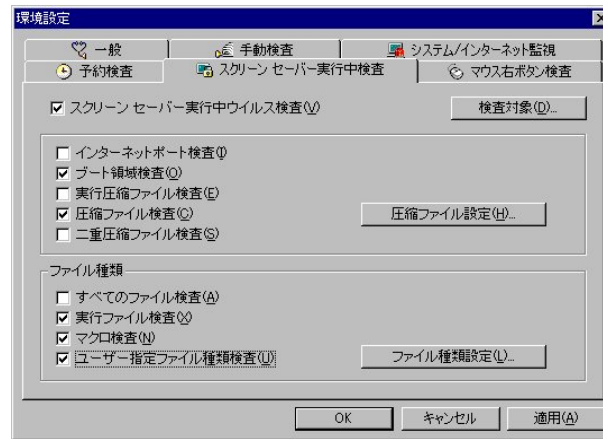 環境設定
一般
手動検査
システム/インターネット監視
予約検査
スクリーン セーバー実行中検査
マウス右ボタン検査
スクリーン セーバー実行中ウイルス検査(V)
検査対象(D)...
インターネットポート検査(I)
ブート領域検査(O)
実行圧縮ファイル検査(E)
圧縮ファイル検査(C)
圧縮ファイル設定(H)...
二重圧縮ファイル検査(S)
ファイル種類
すべてのファイル検査(A)
実行ファイル検査(X)
マクロ検査(N)
ユーザー指定ファイル種類検査(U)
ファイル種類設定(L)...
OK
キャンセル
適用(A)